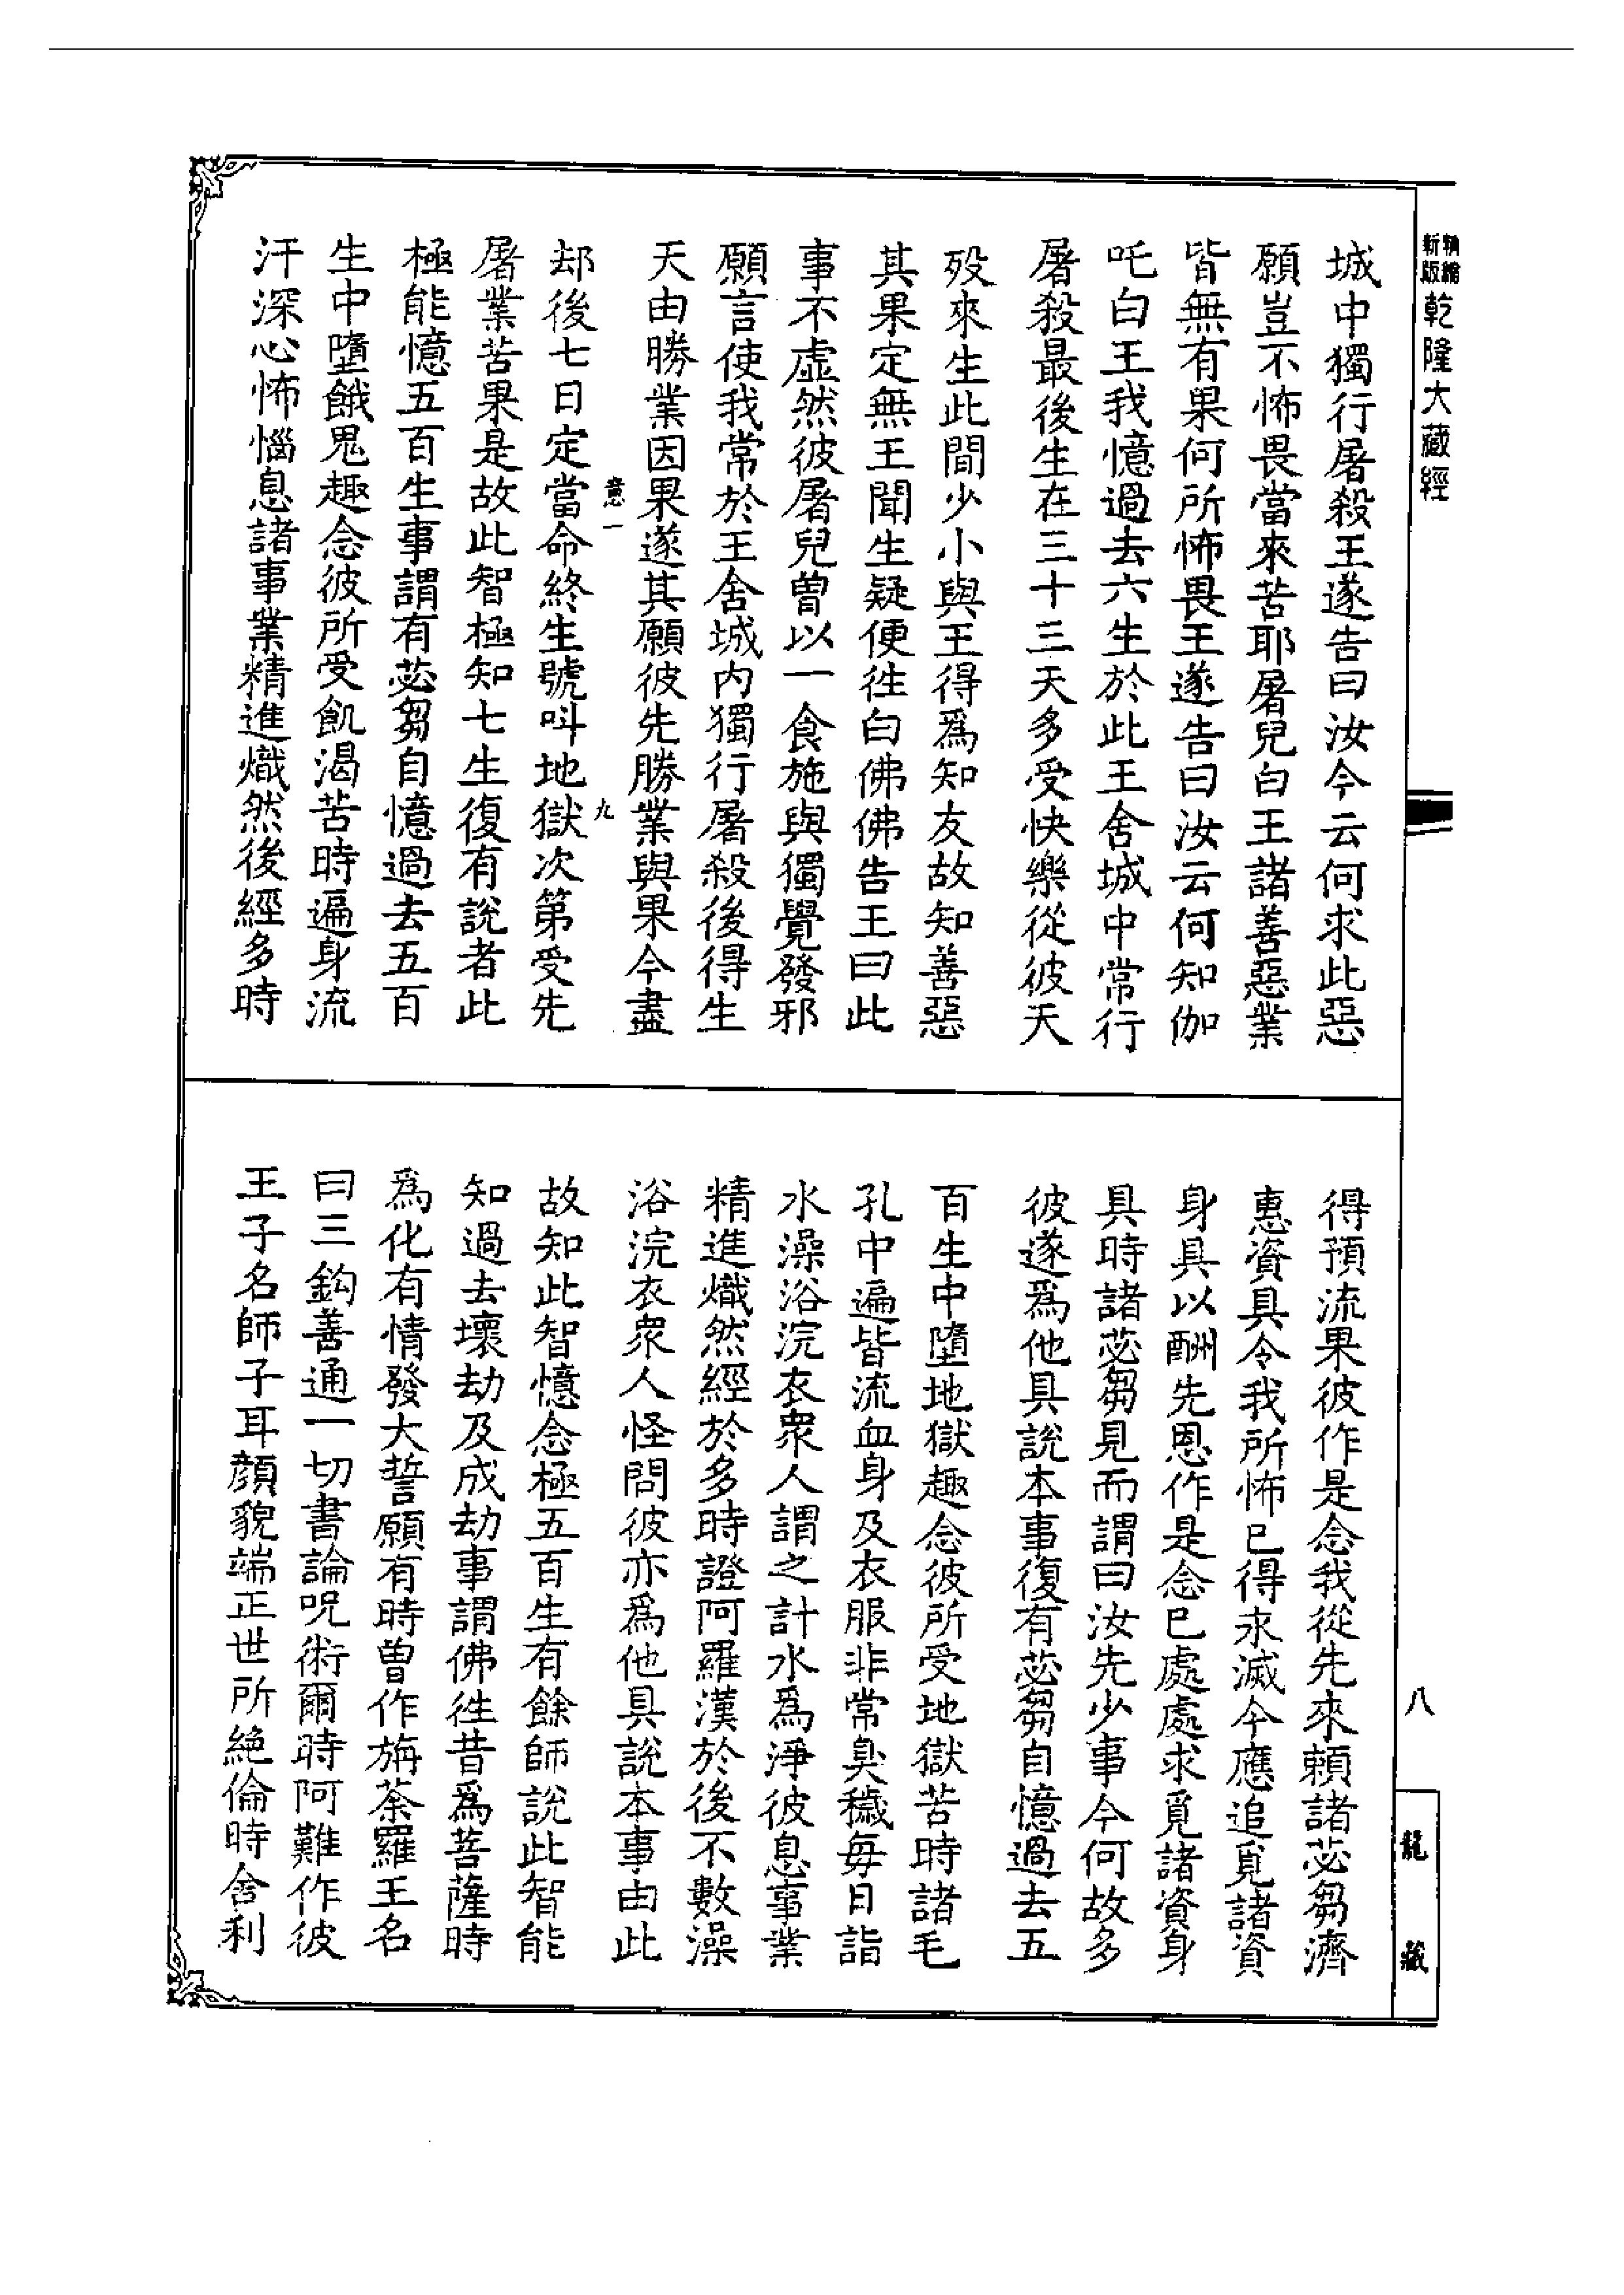 新版精縮乾隆大藏經
城中獨行屠殺王遂告曰汝今云何求此惡
願豈不怖畏當來苦耶屠兒白王諸善惡業
皆無有果何所怖畏王遂告曰汝云何知伽
吒白王我憶過去六生於此王舍城中常行
屠殺最後生在三十三天多受快樂從彼天
歿來生此間少小與王得為知友故知善惡
其果定無王聞生疑便往白佛佛告王曰此
事不虛然彼屠兒曾以一食施與獨覺發邪
願言使我常於王舍城內獨行屠殺後得生
天由勝業因果遂其願彼先勝業與果今盡
意一
九
却後七日定當命終生號叫地獄次第受先
屠業苦果是故此智極知七生復有說者此
極能憶五百生事謂有苾芻自憶過去五百
生中墮餓鬼趣念彼所受飢渴苦時遍身流
汗深心怖惱息諸事業精進熾然後經多時
得預流果彼作是念我從先來賴諸苾芻濟
惠資具令我所怖已得永滅今應追覓諸資
身具以酬先恩作是念已處處求覓諸資身
具時諸苾芻見而謂曰汝先少事今何故多
彼遂為他具說本事復有苾芻自憶過去五
百生中墮地獄趣念彼所受地獄苦時諸毛
孔中遍皆流血身及衣服非常臭穢每日詣
水澡浴浣衣眾人謂之計水為淨彼息事業
精進熾然經於多時證阿羅漢於後不數澡
浴浣衣眾人怪問彼亦為他具說本事由此
故知此智憶念極五百生有餘師說此智能
知過去壞劫及成劫事謂佛往昔為菩薩時
為化有情發大誓願有時曾作旃荼羅王名
曰三鈎善通一切書論呪術爾時阿難作彼
王子名師子耳顏貌端正世所絕倫時舍利
八
龍藏